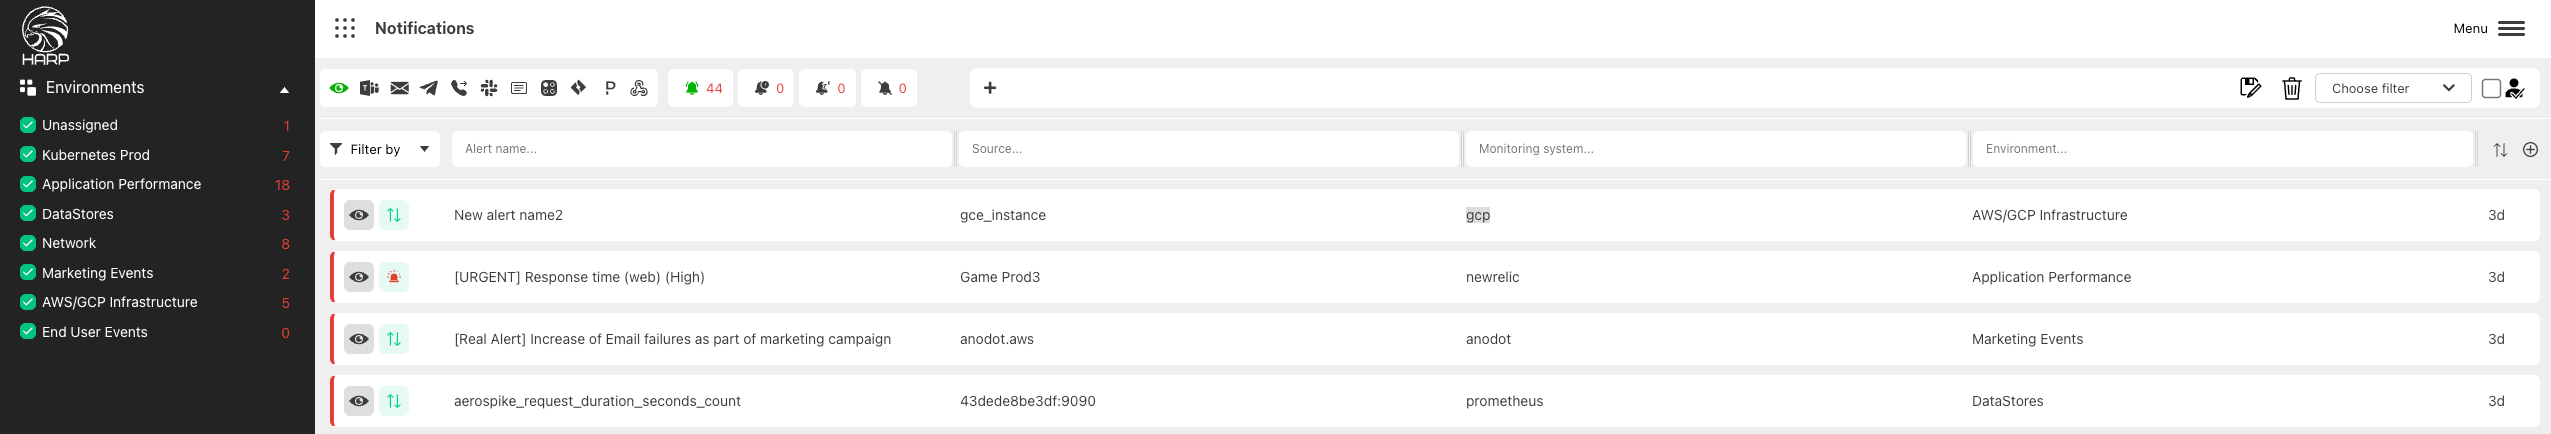 HARP
Notifications
Menu
Environments
44 0 0 0
Choose filter
Unassigned 1
Kubernetes Prod 7
Application Performance 18
DataStores 3
Network 8
Marketing Events 2
AWS/GCP Infrastructure 5
End User Events 0
Filter by Alert name... Source... Monitoring system... Environment...
New alert name2 gce_instance gcp AWS/GCP Infrastructure 3d
[URGENT] Response time (web) (High) Game Prod3 newrelic Application Performance 3d
[Real Alert] Increase of Email failures as part of marketing campaign anodot.aws anodot Marketing Events 3d
aerospike_request_duration_seconds_count 43dede8be3df:9090 prometheus DataStores 3d